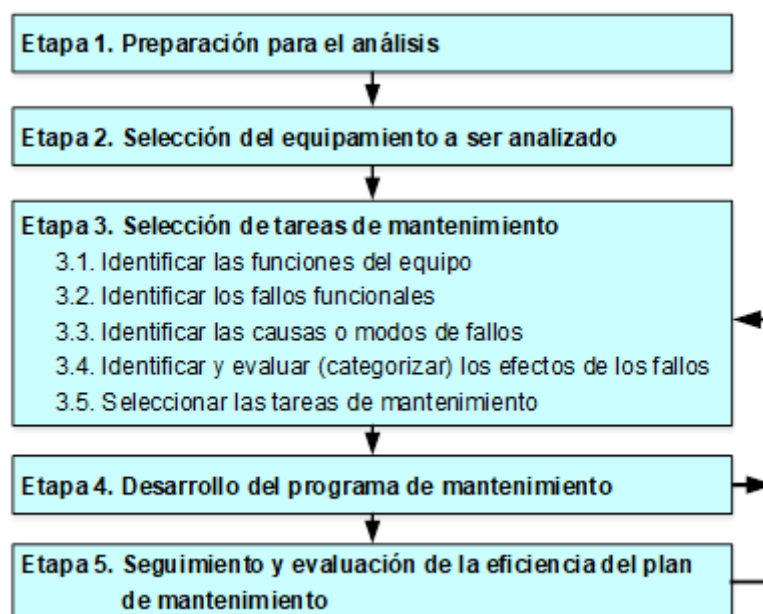 Etapa 1. Preparación para el análisis
Etapa 2. Selección del equipamiento a ser analizado
Etapa 3. Selección de tareas de mantenimiento
3.1. Identificar las funciones del equipo
3.2. Identificar los fallos funcionales
3.3. Identificar las causas o modos de fallos
3.4. Identificar y evaluar (categorizar) los efectos de los fallos
3.5. Seleccionar las tareas de mantenimiento
Etapa 4. Desarrollo del programa de mantenimiento
Etapa 5. Seguimiento y evaluación de la eficiencia del plan
de mantenimiento